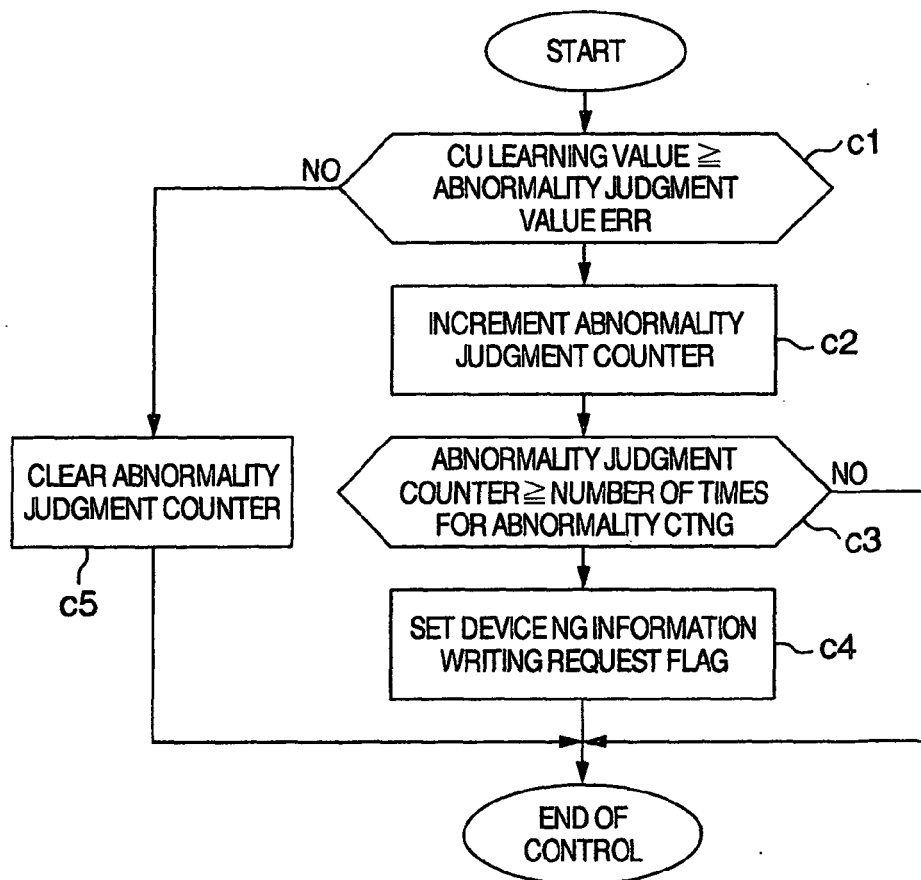 START
CU LEARNING VALUE ≧
ABNORMALITY JUDGMENT
VALUE ERR
c1
NO
INCREMENT ABNORMALITY
JUDGMENT COUNTER
c2
ABNORMALITY JUDGMENT
COUNTER ≧ NUMBER OF TIMES
FOR ABNORMALITY CTNG
NO
c3
CLEAR ABNORMALITY
JUDGMENT COUNTER
c5
SET DEVICE NG INFORMATION
WRITING REQUEST FLAG
c4
END OF
CONTROL